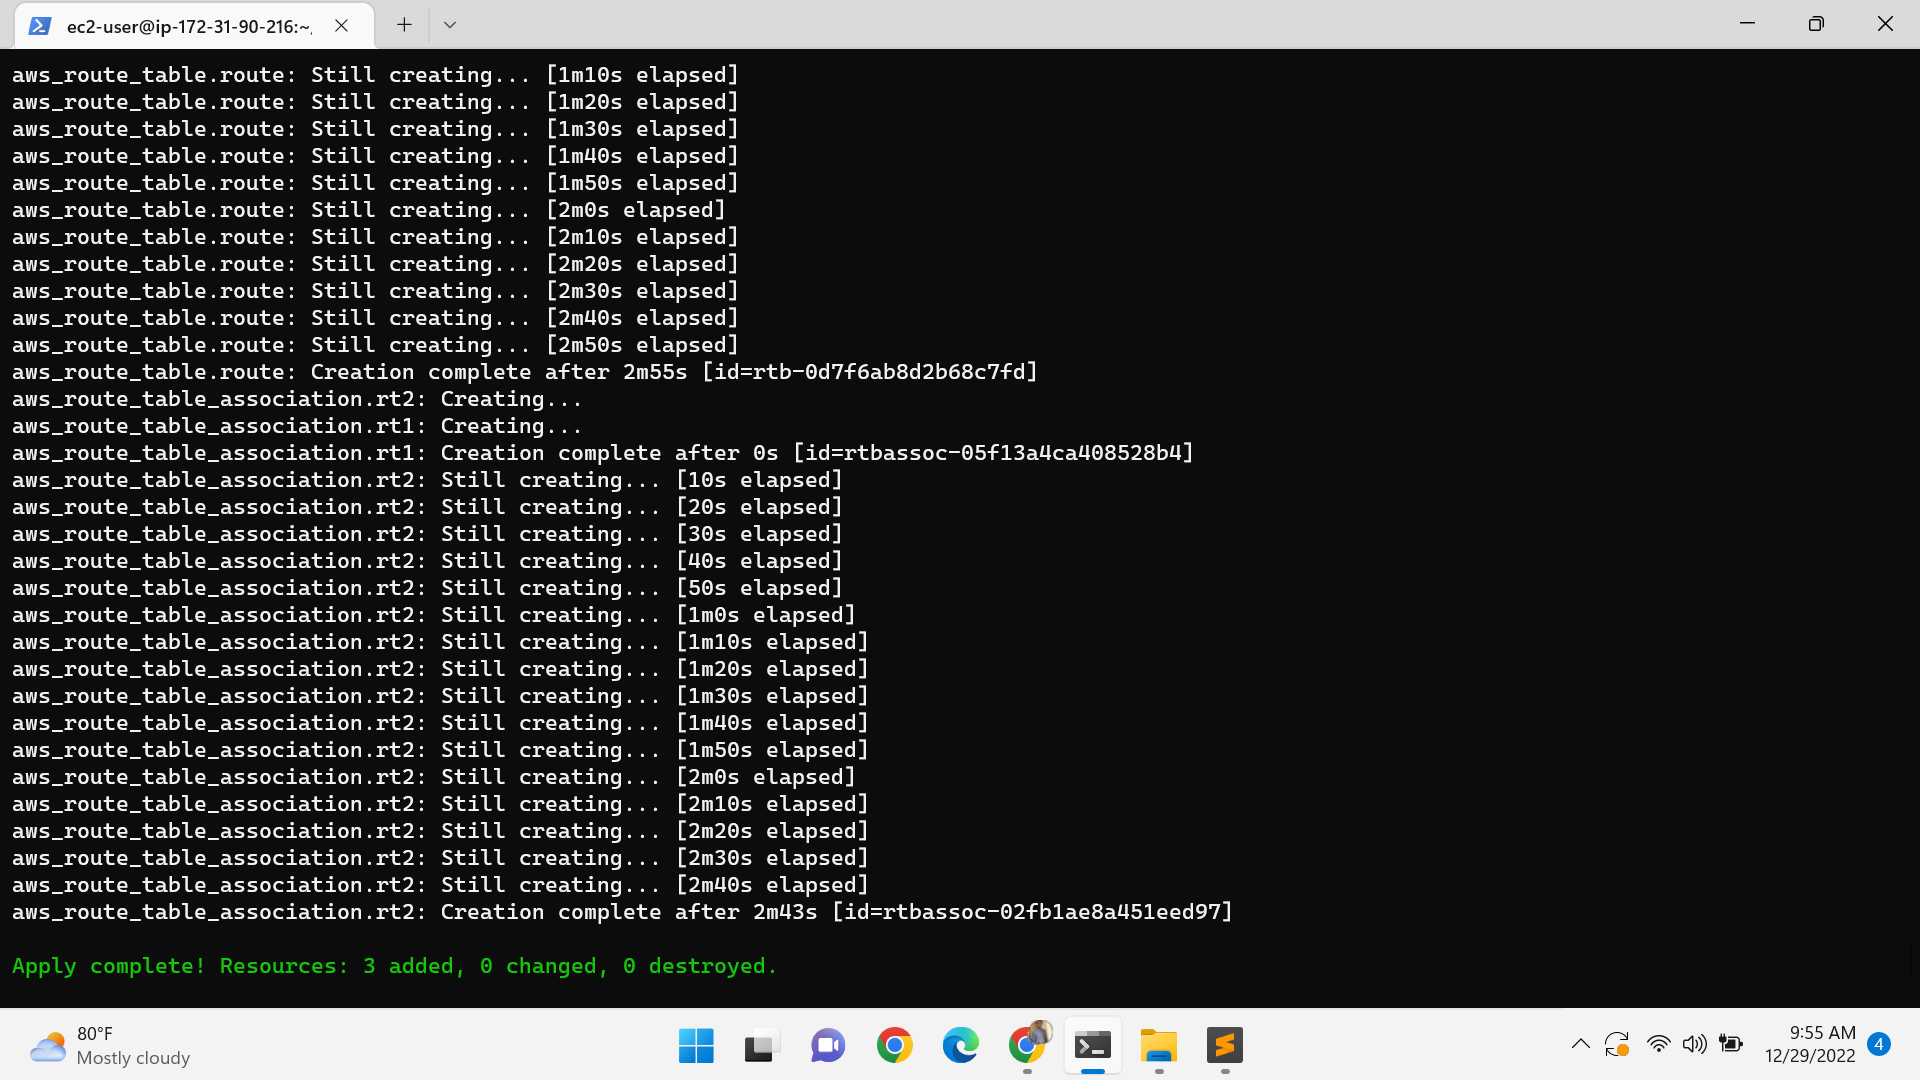 ec2-user@ip-172-31-90-216:~,
aws_route_table.route: Still creating... [1m10s elapsed]
aws_route_table.route: Still creating... [1m20s elapsed]
aws_route_table.route: Still creating... [1m30s elapsed]
aws_route_table.route: Still creating... [1m40s elapsed]
aws_route_table.route: Still creating... [1m50s elapsed]
aws_route_table.route: Still creating... [2m0s elapsed]
aws_route_table.route: Still creating... [2m10s elapsed]
aws_route_table.route: Still creating... [2m20s elapsed]
aws_route_table.route: Still creating... [2m30s elapsed]
aws_route_table.route: Still creating... [2m40s elapsed]
aws_route_table.route: Still creating... [2m50s elapsed]
aws_route_table.route: Creation complete after 2m55s [id=rtb-0d7f6ab8d2b68c7fd]
aws_route_table_association.rt2: Creating...
aws_route_table_association.rt1: Creating...
aws_route_table_association.rt1: Creation complete after 0s [id=rtbassoc-05f13a4ca408528b4]
aws_route_table_association.rt2: Still creating... [10s elapsed]
aws_route_table_association.rt2: Still creating... [20s elapsed]
aws_route_table_association.rt2: Still creating... [30s elapsed]
aws_route_table_association.rt2: Still creating... [40s elapsed]
aws_route_table_association.rt2: Still creating... [50s elapsed]
aws_route_table_association.rt2: Still creating... [1m0s elapsed]
aws_route_table_association.rt2: Still creating... [1m10s elapsed]
aws_route_table_association.rt2: Still creating... [1m20s elapsed]
aws_route_table_association.rt2: Still creating... [1m30s elapsed]
aws_route_table_association.rt2: Still creating... [1m40s elapsed]
aws_route_table_association.rt2: Still creating... [1m50s elapsed]
aws_route_table_association.rt2: Still creating... [2m0s elapsed]
aws_route_table_association.rt2: Still creating... [2m10s elapsed]
aws_route_table_association.rt2: Still creating... [2m20s elapsed]
aws_route_table_association.rt2: Still creating... [2m30s elapsed]
aws_route_table_association.rt2: Still creating... [2m40s elapsed]
aws_route_table_association.rt2: Creation complete after 2m43s [id=rtbassoc-02fb1ae8a451eed97]
Apply complete! Resources: 3 added, 0 changed, 0 destroyed.
80°F
Mostly cloudy
9:55 AM
12/29/2022
4